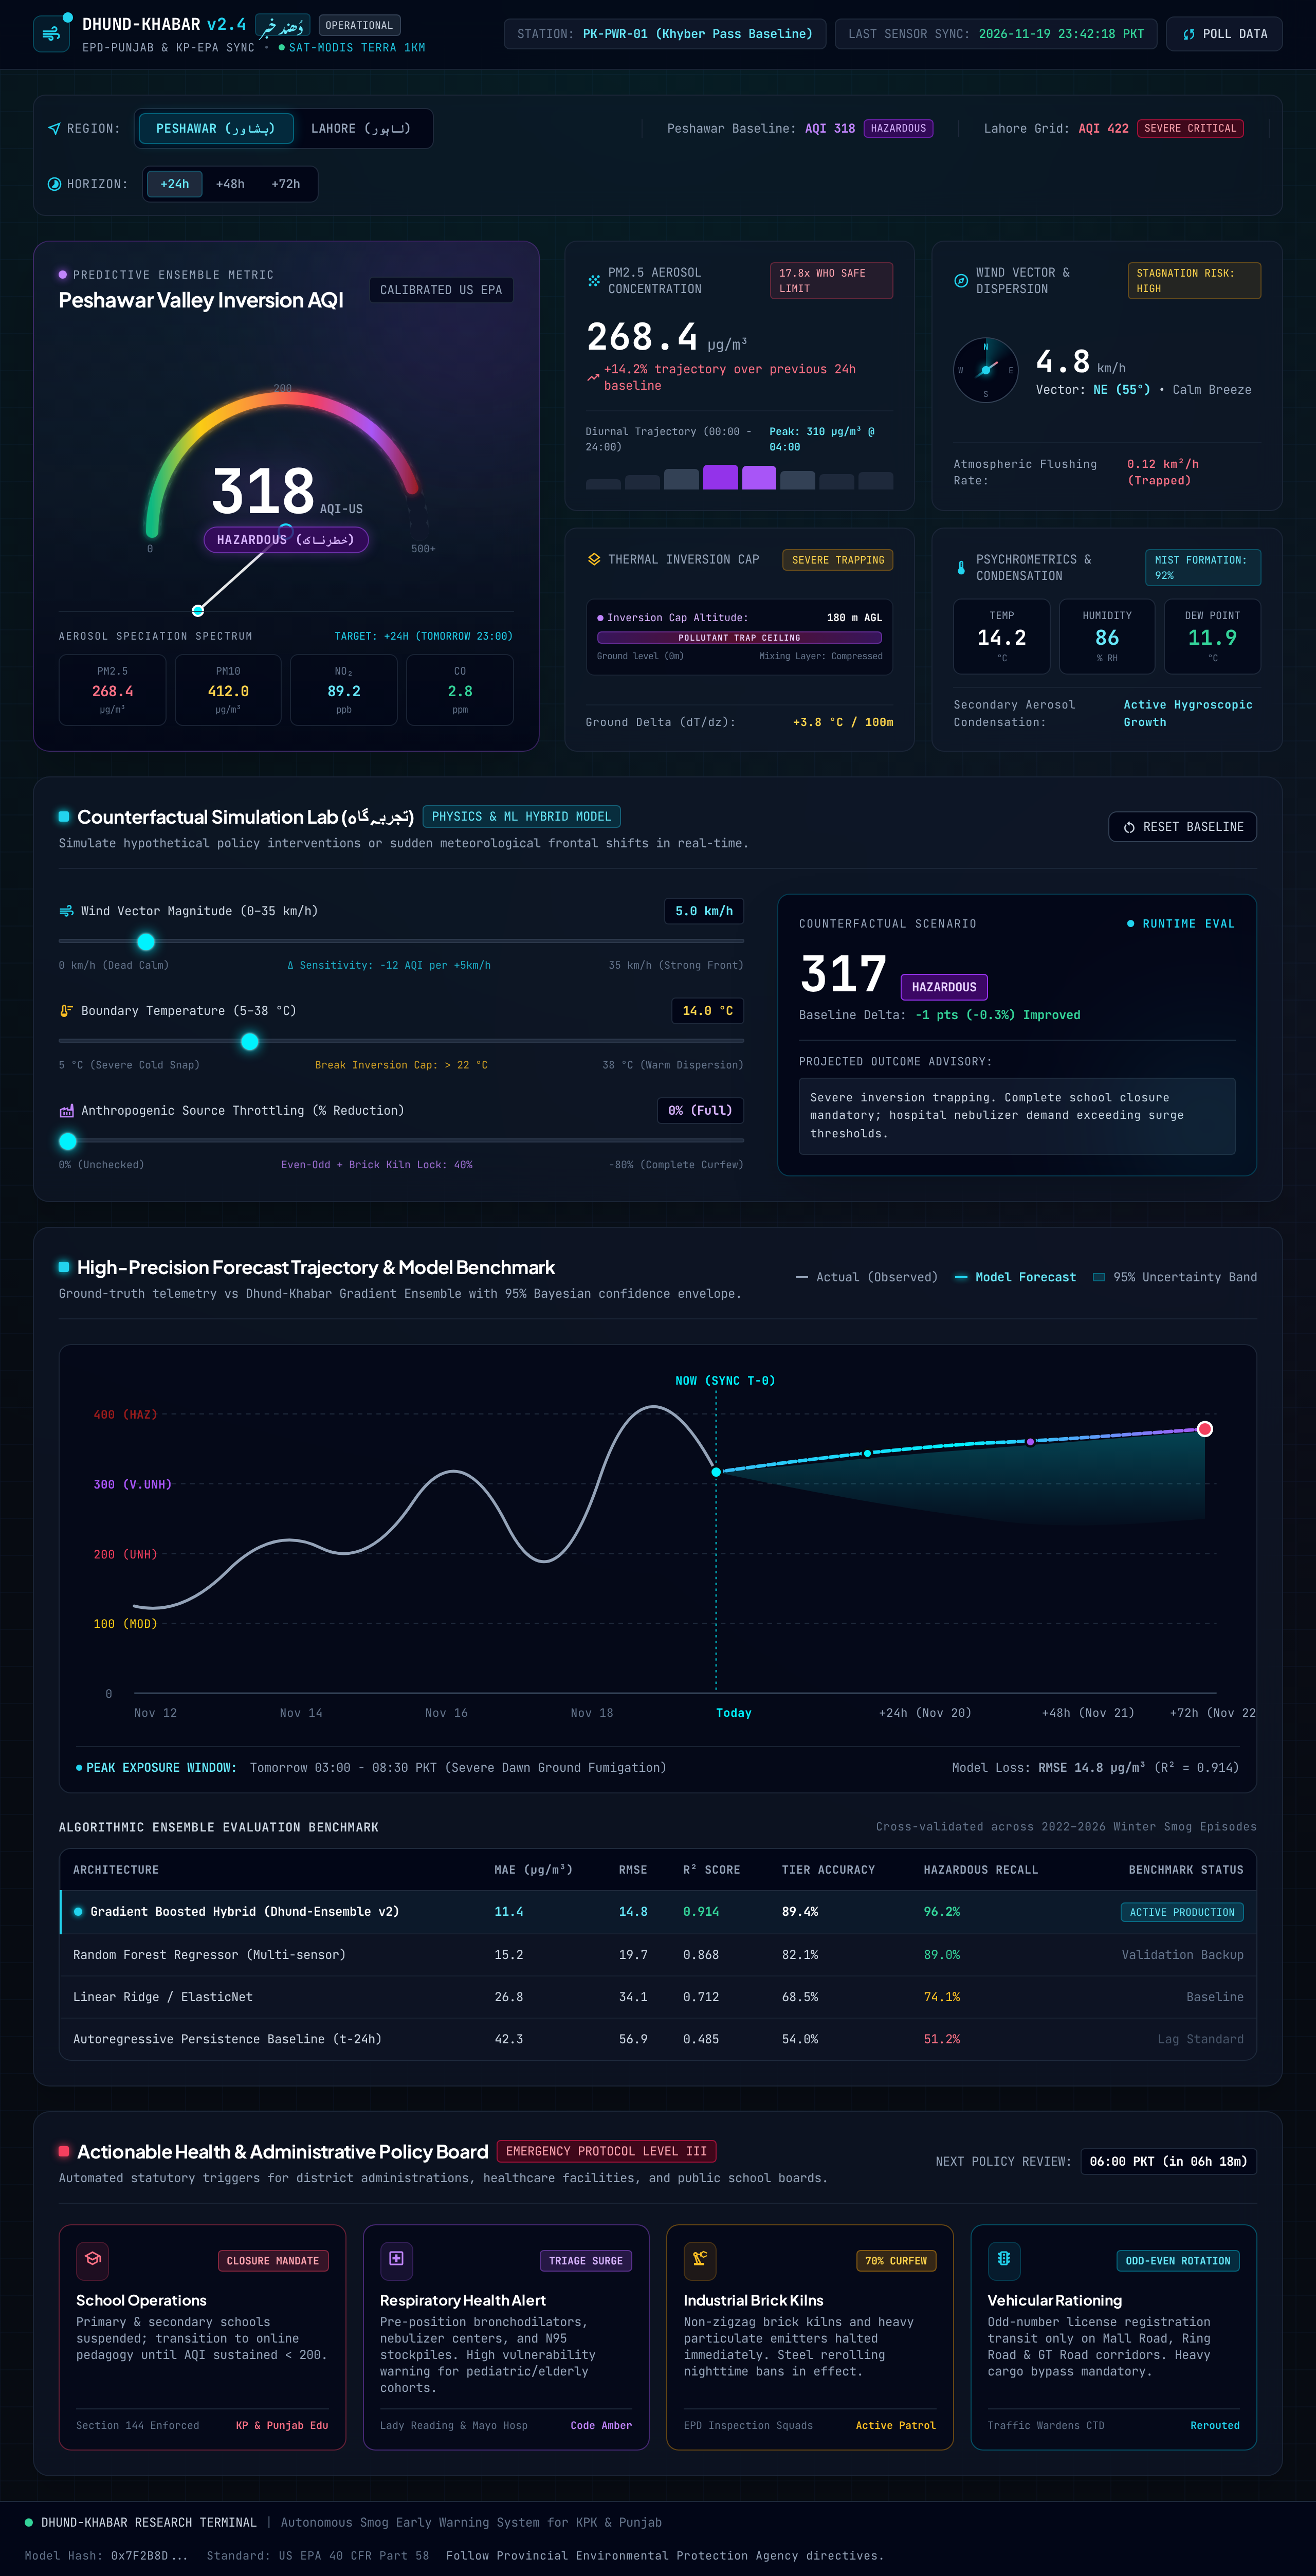 DHUND-KHABAR v2.4 دُھند خبر OPERATIONAL
EPD-PUNJAB & KP-EPA SYNC • SAT-MODIS TERRA 1KM
STATION: PK-PWR-01 (Khyber Pass Baseline)
LAST SENSOR SYNC: 2026-11-19 23:42:18 PKT
POLL DATA
REGION: PESHAWAR (پشاور) LAHORE (لاہور)
Peshawar Baseline: AQI 318 HAZARDOUS
Lahore Grid: AQI 422 SEVERE CRITICAL
HORIZON: +24h +48h +72h
PREDICTIVE ENSEMBLE METRIC
Peshawar Valley Inversion AQI
CALIBRATED US EPA
200
318 AQI-US
HAZARDOUS (خطرناک)
0
500+
AEROSOL SPECIATION SPECTRUM
TARGET: +24H (TOMORROW 23:00)
PM2.5
268.4
µg/m³
PM10
412.0
µg/m³
NO₂
89.2
ppb
CO
2.8
ppm
PM2.5 AEROSOL
CONCENTRATION
17.8x WHO SAFE
LIMIT
268.4 µg/m³
+14.2% trajectory over previous 24h
baseline
Diurnal Trajectory (00:00 -
24:00)
Peak: 310 µg/m³ @
04:00
WIND VECTOR &
DISPERSION
STAGNATION RISK:
HIGH
N
W
E
S
4.8 km/h
Vector: NE (55°) • Calm Breeze
Atmospheric Flushing
Rate:
0.12 km²/h
(Trapped)
THERMAL INVERSION CAP
SEVERE TRAPPING
Inversion Cap Altitude:
180 m AGL
POLLUTANT TRAP CEILING
Ground level (0m)
Mixing Layer: Compressed
Ground Delta (dT/dz):
+3.8 °C / 100m
PSYCHROMETRICS &
CONDENSATION
MIST FORMATION:
92%
TEMP
14.2
°C
HUMIDITY
86
% RH
DEW POINT
11.9
°C
Secondary Aerosol
Condensation:
Active Hygroscopic
Growth
Counterfactual Simulation Lab (تجربہ گاہ) PHYSICS & ML HYBRID MODEL
Simulate hypothetical policy interventions or sudden meteorological frontal shifts in real-time.
RESET BASELINE
Wind Vector Magnitude (0–35 km/h)
5.0 km/h
0 km/h (Dead Calm)
Δ Sensitivity: -12 AQI per +5km/h
35 km/h (Strong Front)
Boundary Temperature (5–38 °C)
14.0 °C
5 °C (Severe Cold Snap)
Break Inversion Cap: > 22 °C
38 °C (Warm Dispersion)
Anthropogenic Source Throttling (% Reduction)
0% (Full)
0% (Unchecked)
Even-Odd + Brick Kiln Lock: 40%
-80% (Complete Curfew)
COUNTERFACTUAL SCENARIO
RUNTIME EVAL
317 HAZARDOUS
Baseline Delta: -1 pts (-0.3%) Improved
PROJECTED OUTCOME ADVISORY:
Severe inversion trapping. Complete school closure
mandatory; hospital nebulizer demand exceeding surge
thresholds.
High-Precision Forecast Trajectory & Model Benchmark
Ground-truth telemetry vs Dhund-Khabar Gradient Ensemble with 95% Bayesian confidence envelope.
Actual (Observed)
Model Forecast
95% Uncertainty Band
NOW (SYNC T-0)
400 (HAZ)
300 (V.UNH)
200 (UNH)
100 (MOD)
0
Nov 12
Nov 14
Nov 16
Nov 18
Today
+24h (Nov 20)
+48h (Nov 21)
+72h (Nov 22
PEAK EXPOSURE WINDOW: Tomorrow 03:00 - 08:30 PKT (Severe Dawn Ground Fumigation)
Model Loss: RMSE 14.8 µg/m³ (R² = 0.914)
ALGORITHMIC ENSEMBLE EVALUATION BENCHMARK
Cross-validated across 2022–2026 Winter Smog Episodes
ARCHITECTURE MAE (µg/m³) RMSE R² SCORE TIER ACCURACY HAZARDOUS RECALL BENCHMARK STATUS
Gradient Boosted Hybrid (Dhund-Ensemble v2) 11.4 14.8 0.914 89.4% 96.2% ACTIVE PRODUCTION
Random Forest Regressor (Multi-sensor) 15.2 19.7 0.868 82.1% 89.0% Validation Backup
Linear Ridge / ElasticNet 26.8 34.1 0.712 68.5% 74.1% Baseline
Autoregressive Persistence Baseline (t-24h) 42.3 56.9 0.485 54.0% 51.2% Lag Standard
Actionable Health & Administrative Policy Board EMERGENCY PROTOCOL LEVEL III
Automated statutory triggers for district administrations, healthcare facilities, and public school boards.
NEXT POLICY REVIEW: 06:00 PKT (in 06h 18m)
CLOSURE MANDATE
School Operations
Primary & secondary schools
suspended; transition to online
pedagogy until AQI sustained < 200.
Section 144 Enforced
KP & Punjab Edu
TRIAGE SURGE
Respiratory Health Alert
Pre-position bronchodilators,
nebulizer centers, and N95
stockpiles. High vulnerability
warning for pediatric/elderly
cohorts.
Lady Reading & Mayo Hosp
Code Amber
70% CURFEW
Industrial Brick Kilns
Non-zigzag brick kilns and heavy
particulate emitters halted
immediately. Steel rerolling
nighttime bans in effect.
EPD Inspection Squads
Active Patrol
ODD-EVEN ROTATION
Vehicular Rationing
Odd-number license registration
transit only on Mall Road, Ring
Road & GT Road corridors. Heavy
cargo bypass mandatory.
Traffic Wardens CTD
Rerouted
DHUND-KHABAR RESEARCH TERMINAL | Autonomous Smog Early Warning System for KPK & Punjab
Model Hash: 0x7F2B8D... Standard: US EPA 40 CFR Part 58 Follow Provincial Environmental Protection Agency directives.